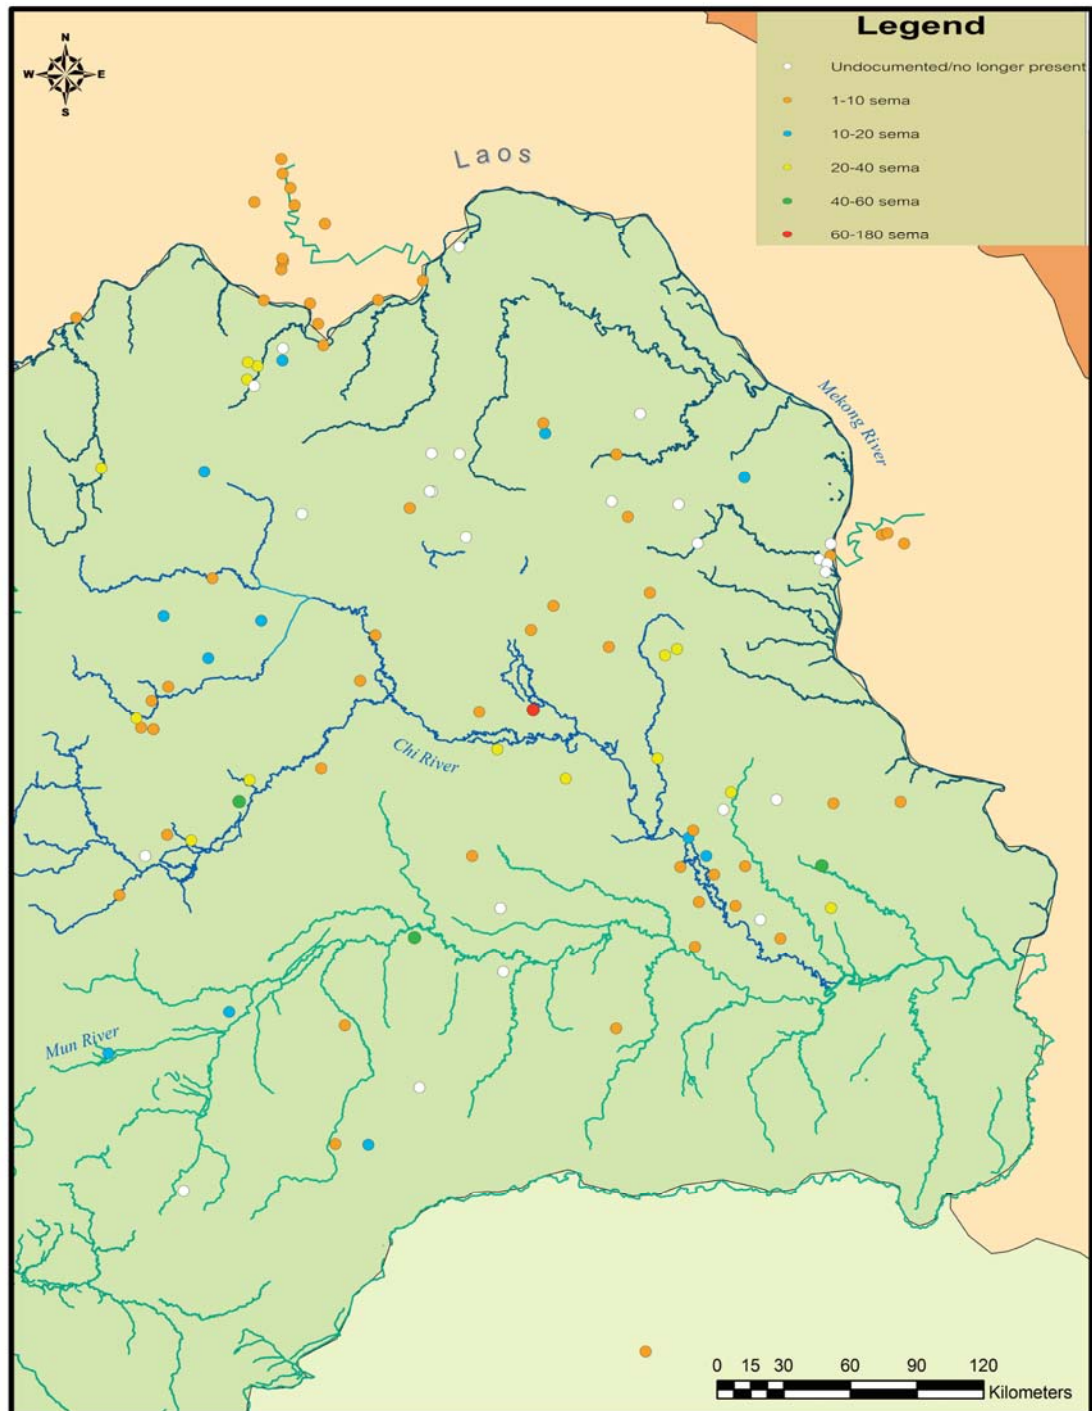 Legend
Undocumented/no longer present
1-10 sema
10-20 sema
20-40 sema
40-60 sema
60-180 sema
N
W E
S
Laos
Mekong River
Chi River
Mun River
0 15 30 60 90 120
Kilometers